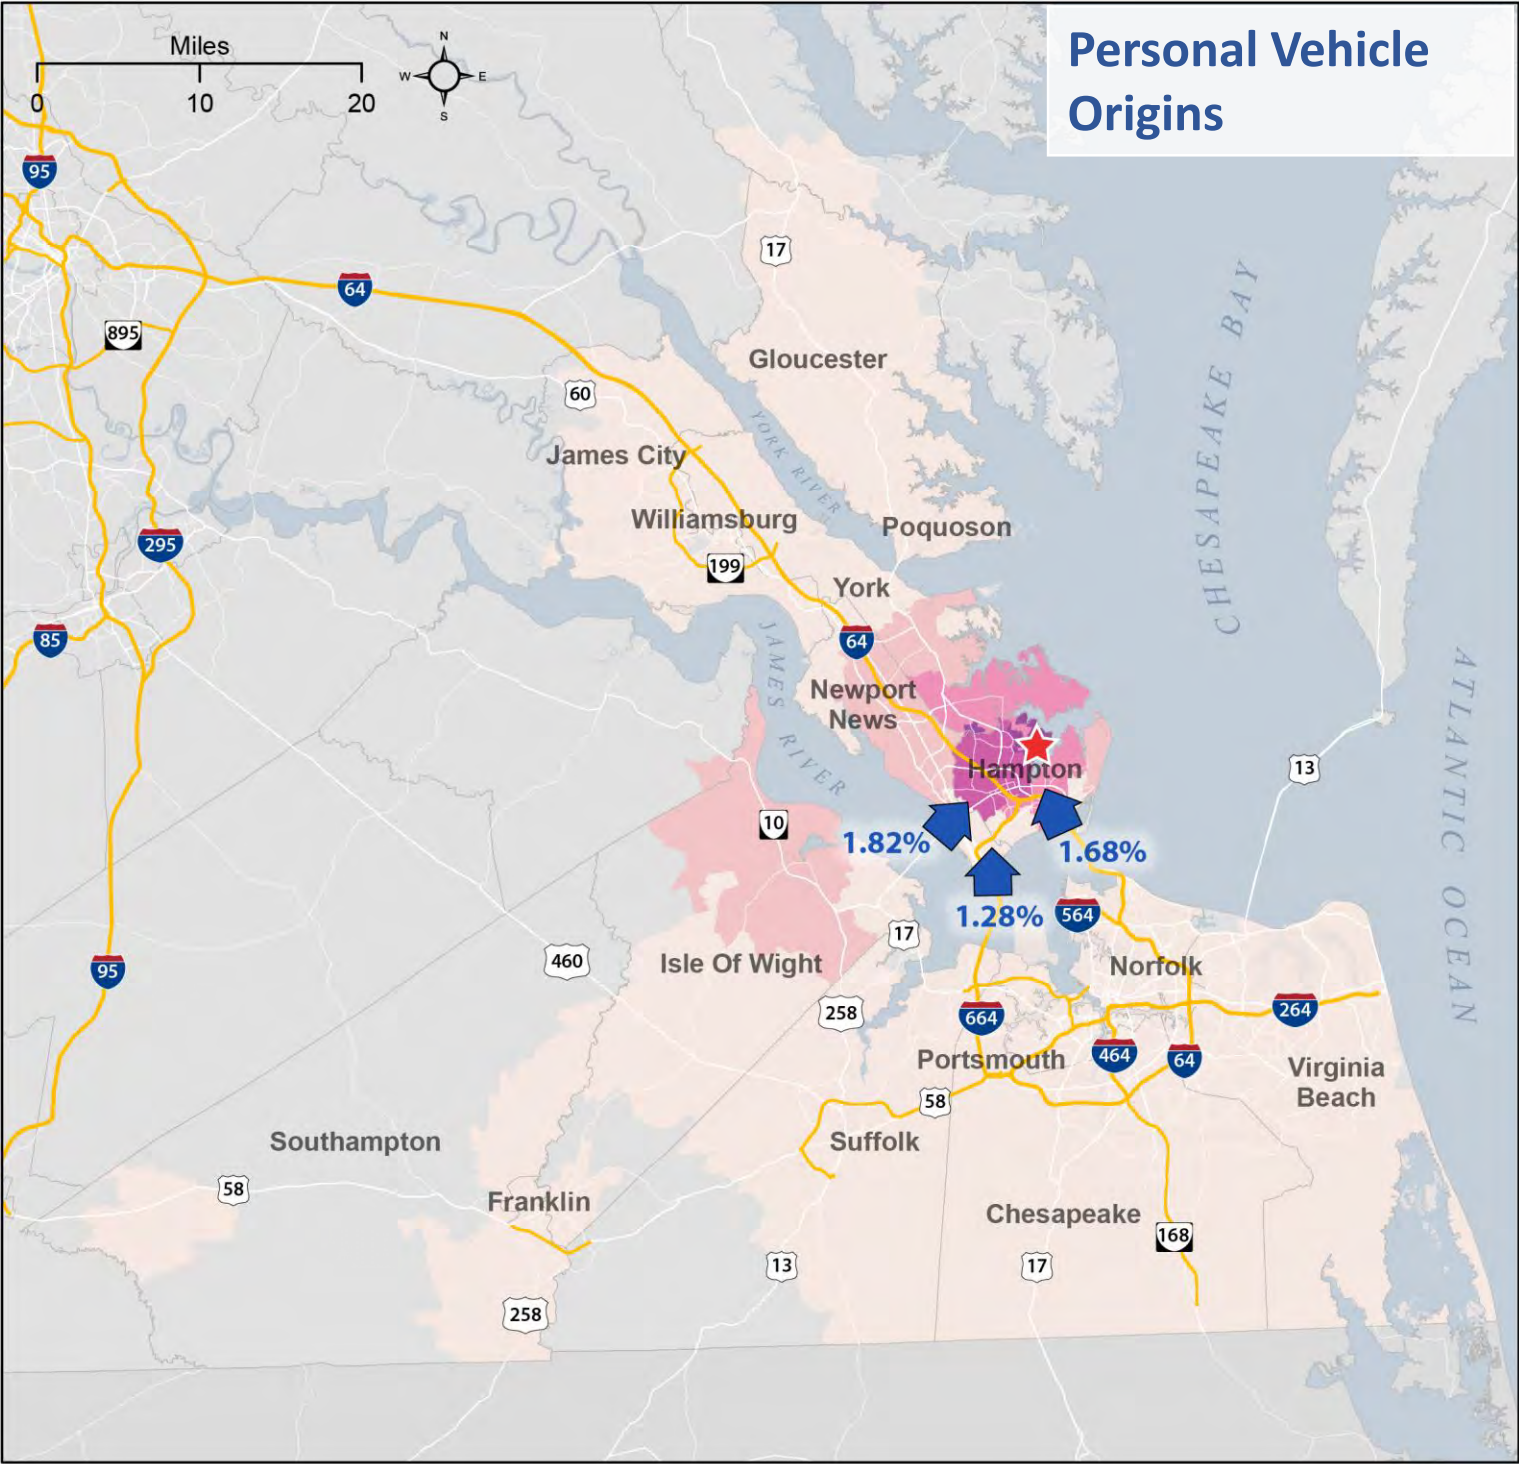 Personal Vehicle
Origins
Miles
0 10 20
N
W E
S
95
64
895
17
60
Gloucester
James City
YORK RIVER
CHESAPEAKE BAY
Williamsburg
Poquoson
199
295
York
85
64
JAMES RIVER
Newport
News
Hampton
13
ATLANTIC OCEAN
10
1.82%
1.68%
1.28%
564
17
460
Isle Of Wight
Norfolk
95
258
664
264
Portsmouth
464
64
Virginia
Beach
58
Southampton
Suffolk
58
Franklin
Chesapeake
168
13
17
258